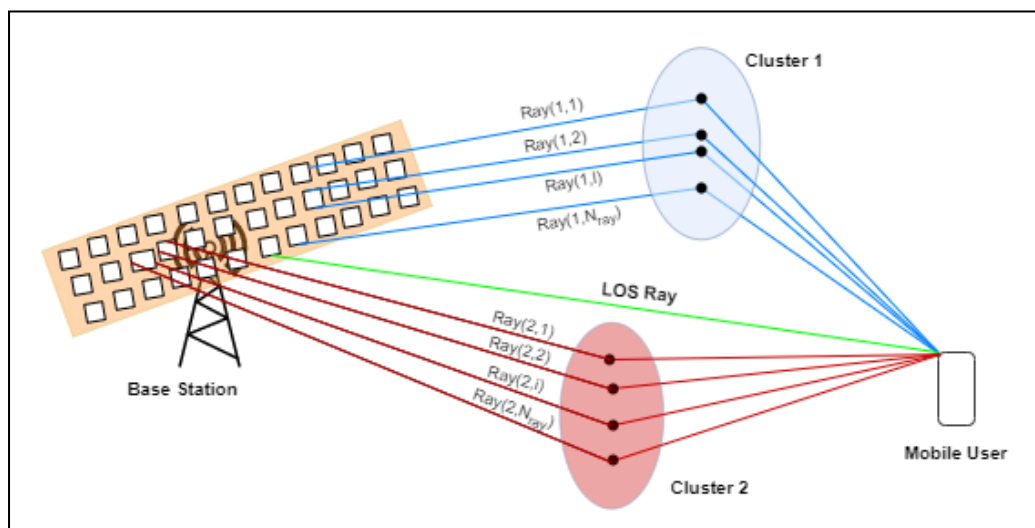 Cluster 1
Ray(1,1)
Ray(1,2)
Ray(1,I)
Ray(1,Nray)
LOS Ray
Ray(2,1)
Ray(2,2)
Ray(2,i)
Ray(2,Nray)
Base Station
Mobile User
Cluster 2